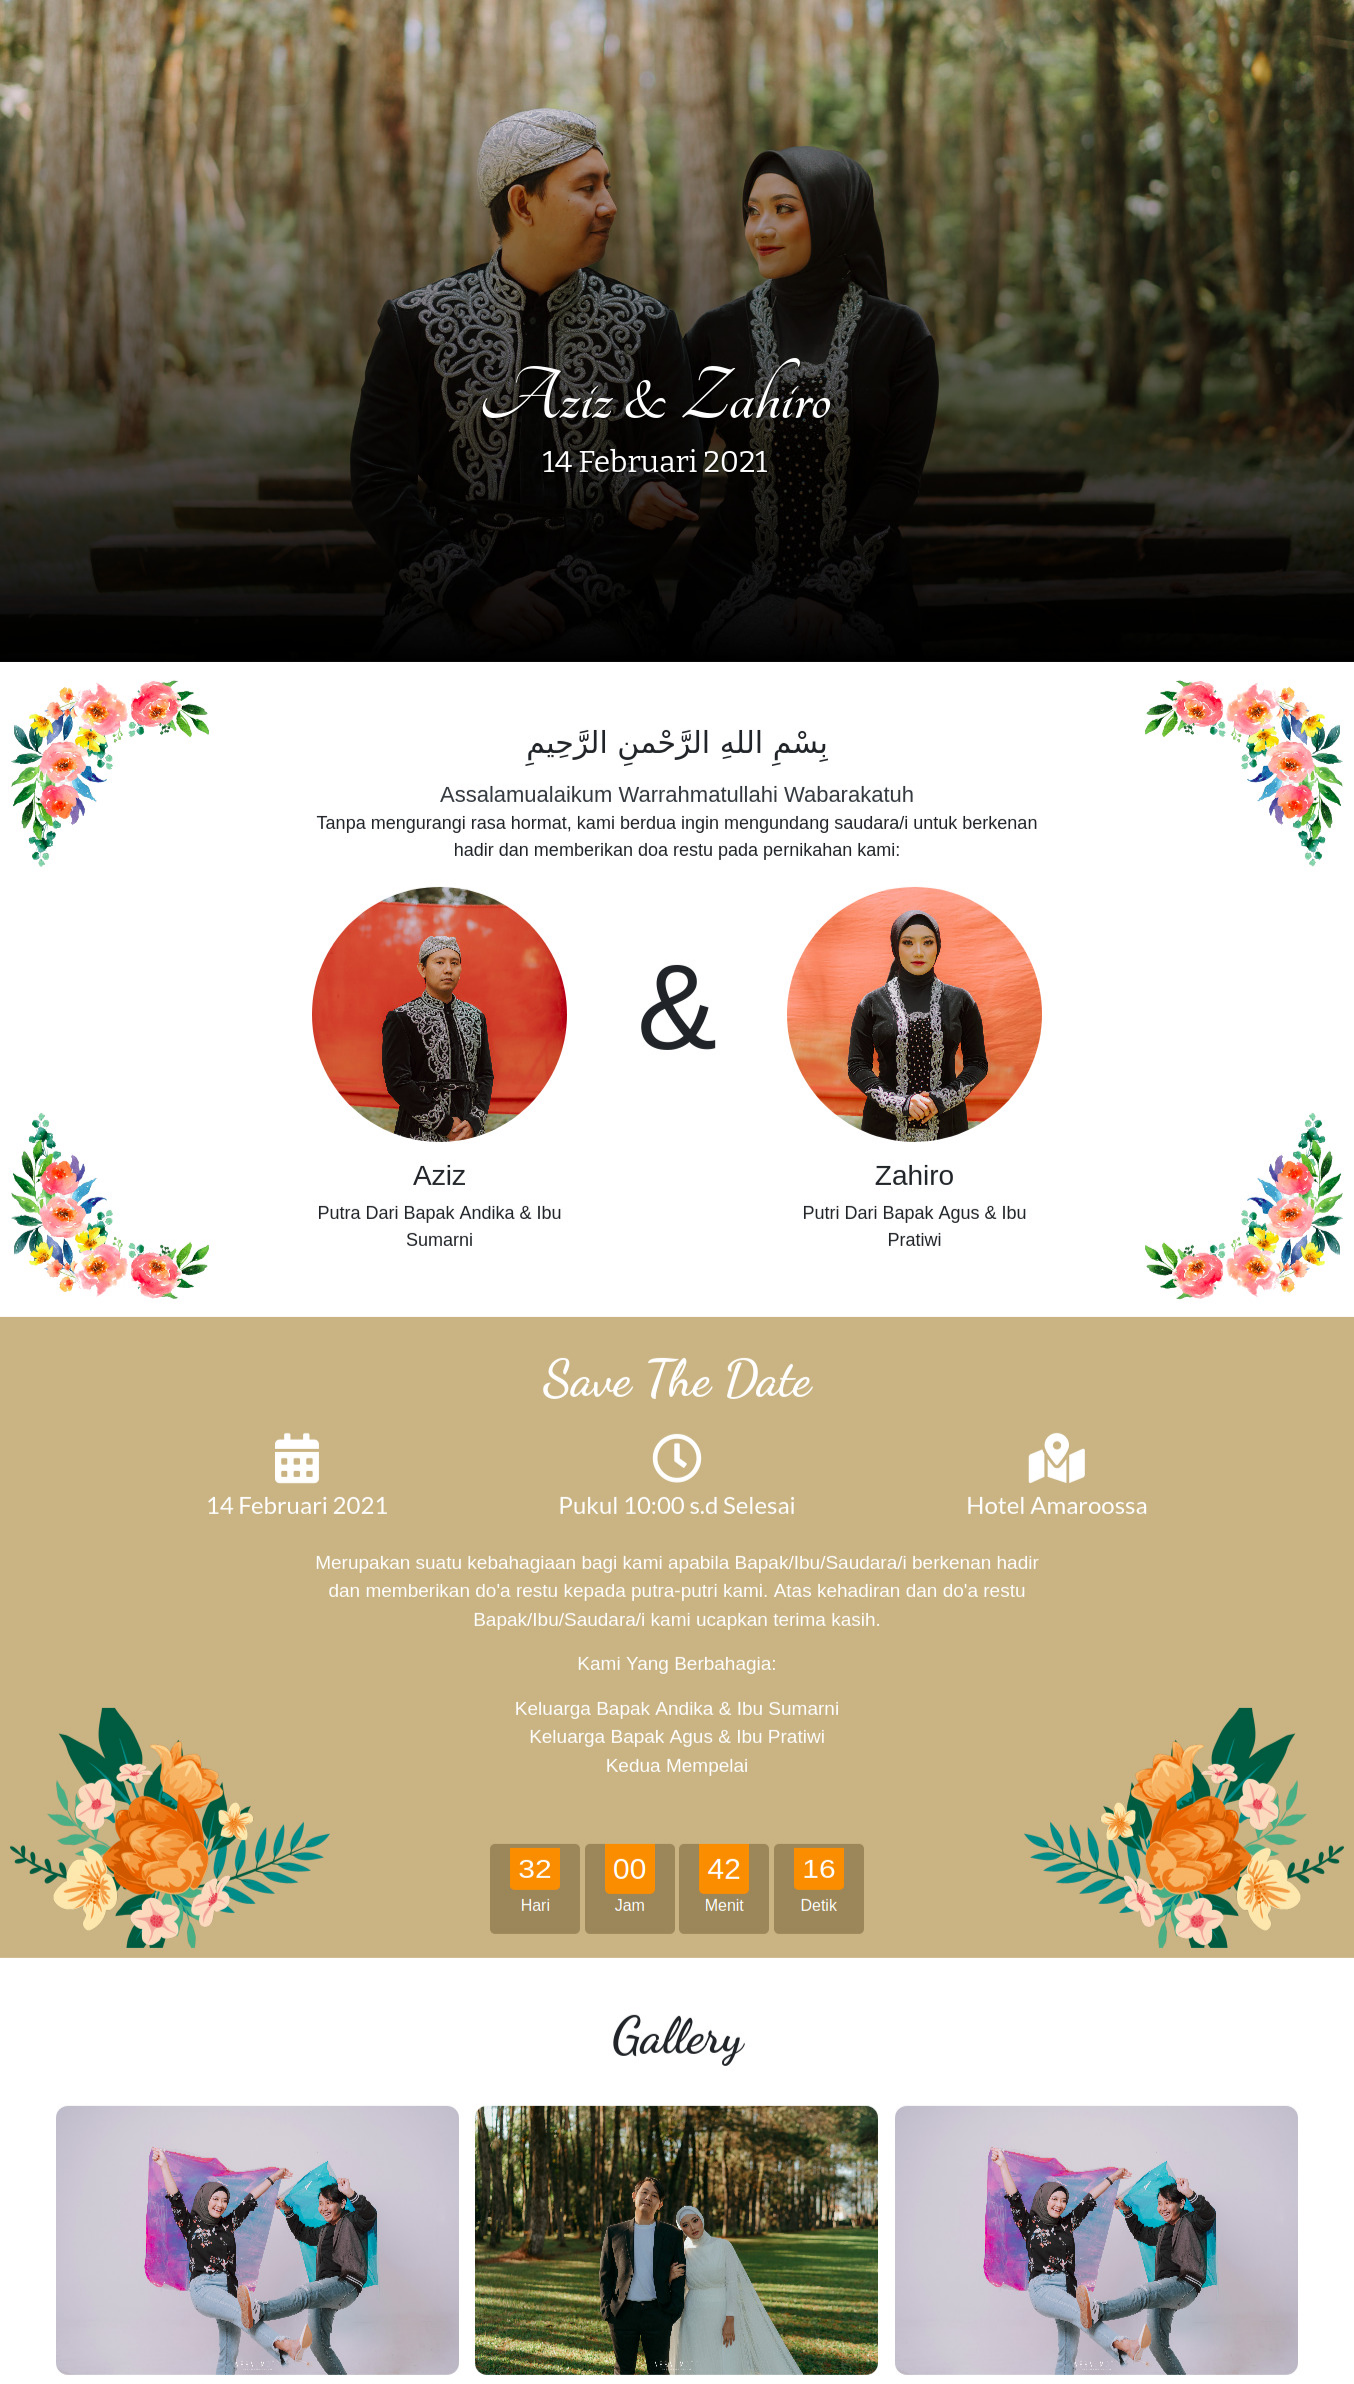 Aziz & Zahiro
14 Februari 2021
بِسْمِ اللهِ الرَّحْمنِ الرَّحِيمِ
Assalamualaikum Warrahmatullahi Wabarakatuh
Tanpa mengurangi rasa hormat, kami berdua ingin mengundang saudara/i untuk berkenan
hadir dan memberikan doa restu pada pernikahan kami:
&
Aziz
Putra Dari Bapak Andika & Ibu
Sumarni
Zahiro
Putri Dari Bapak Agus & Ibu
Pratiwi
Save The Date
14 Februari 2021
Pukul 10:00 s.d Selesai
Hotel Amaroossa
Merupakan suatu kebahagiaan bagi kami apabila Bapak/Ibu/Saudara/i berkenan hadir
dan memberikan do'a restu kepada putra-putri kami. Atas kehadiran dan do'a restu
Bapak/Ibu/Saudara/i kami ucapkan terima kasih.
Kami Yang Berbahagia:
Keluarga Bapak Andika & Ibu Sumarni
Keluarga Bapak Agus & Ibu Pratiwi
Kedua Mempelai
32 00 42 16
Hari Jam Menit Detik
Gallery